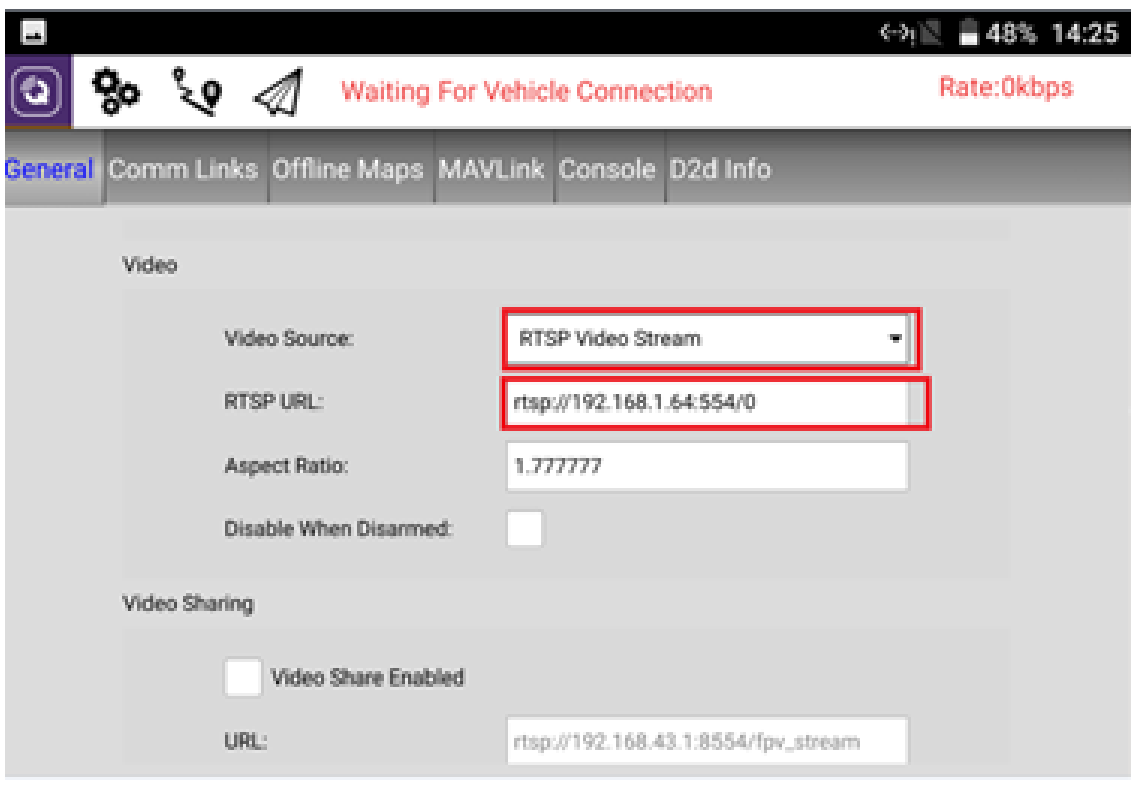 48% 14:25
Waiting For Vehicle Connection Rate:0kbps
General Comm Links Offline Maps MAVLink Console D2d Info
Video
Video Source: RTSP Video Stream
RTSP URL: rtsp://192.168.1.64:554/0
Aspect Ratio: 1.777777
Disable When Disarmed:
Video Sharing
Video Share Enabled
URL: rtsp://192.168.43.1:8554/fpv_stream